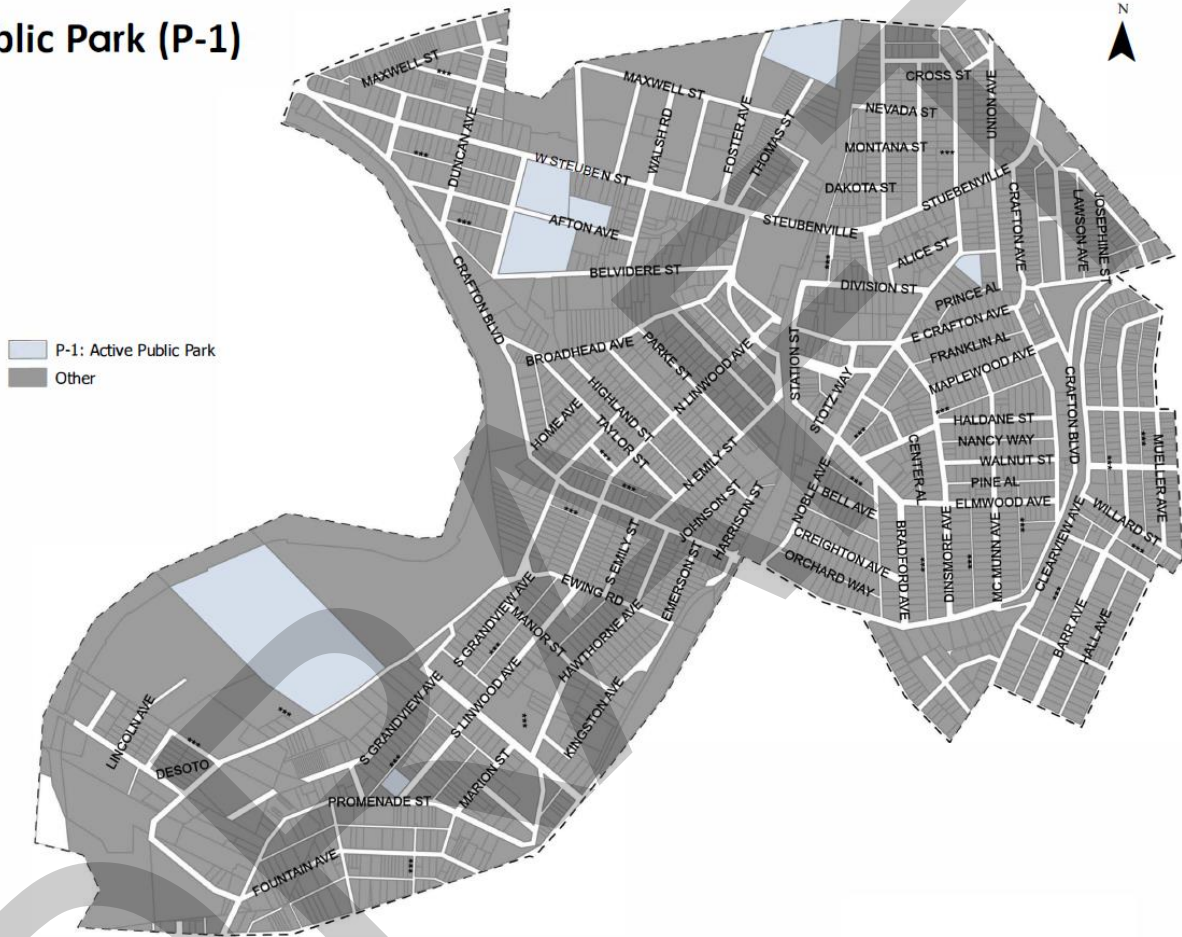 blic Park (P-1)
N
P-1: Active Public Park
Other
MAXWELL ST
***
MAXWELL ST
CROSS ST
UNION AVE
NEVADA ST
MONTANA ST
***
DAKOTA ST
DUNCAN AVE
***
***
W STEUBEN ST
WALSH RD
FOSTER AVE
THOMAS ST
AFTON AVE
STEUBENVILLE
STUEBENVILLE
CRAFTON AVE
LAWSON AVE
JOSEPHINE ST
ALICE ST
***
BELVIDERE ST
DIVISION ST
CRAFTON BLVD
PRINCE AL
E CRAFTON AVE
FRANKLIN AL
MAPLEWOOD AVE
BROADHEAD AVE
PARKE ST
N LINWOOD AVE
STATION ST
STOTZ WAY
HIGHLAND ST
HOME AVE
TAYLOR ST
***
***
***
N EMILY ST
***
***
HALDANE ST
NANCY WAY
WALNUT ST
PINE AL
ELMWOOD AVE
CENTER AL
CRAFTON BLVD
***
***
MUELLER AVE
***
NOBLE AVE
BELL AVE
CREIGHTON AVE
ORCHARD WAY
BRADFORD AVE
***
DINSMORE AVE
***
MC MUNN AVE
***
CLEARVIEW AVE
WILLARD ST
***
***
BARR AVE
HALL AVE
JOHNSON ST
HARRISON ST
S EMILY ST
EMERSON ST
EWING RD
S GRANDVIEW AVE
MANOR ST
***
HAWTHORNE AVE
S LINWOOD AVE
***
KINGSTON AVE
S GRANDVIEW AVE
***
MARION ST
PROMENADE ST
LINCOLN AVE
***
***
DESOTO
FOUNTAIN AVE
***